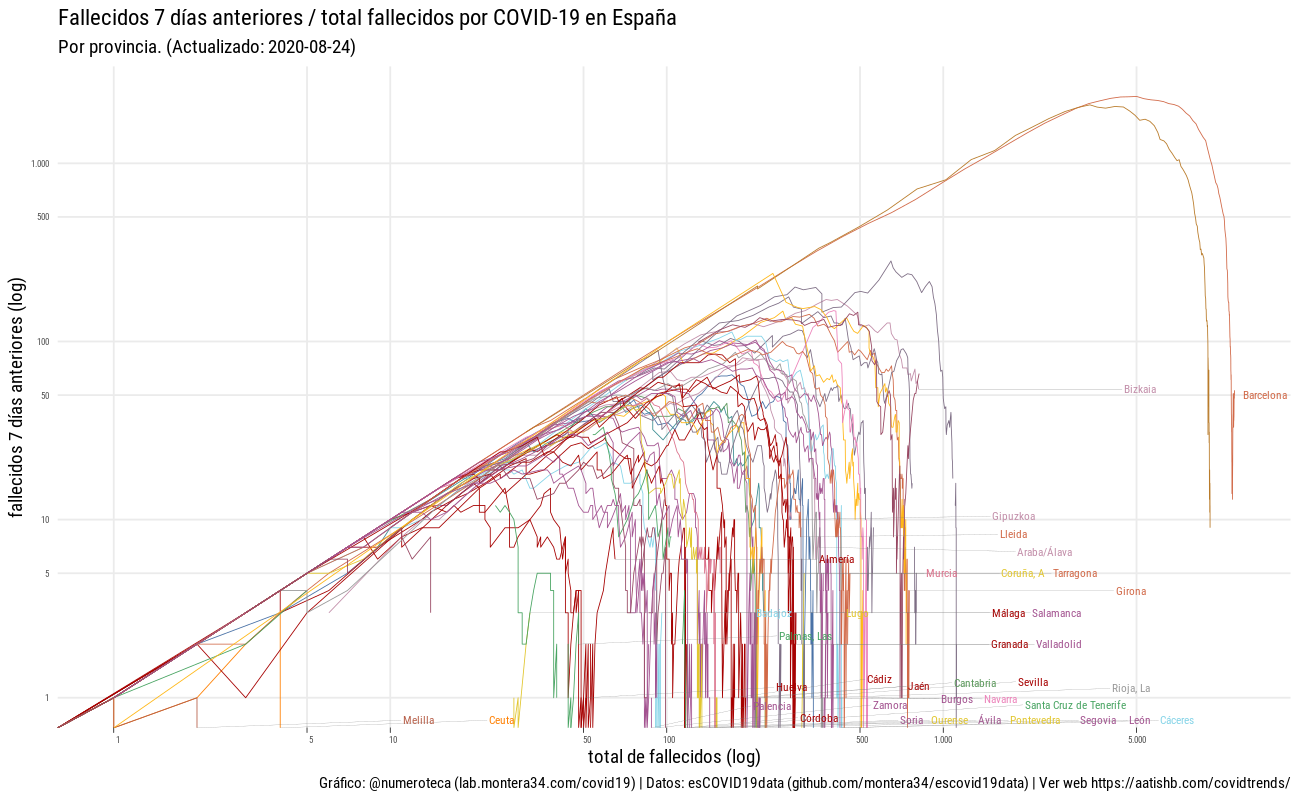 Fallecidos 7 días anteriores / total fallecidos por COVID-19 en España
Por provincia. (Actualizado: 2020-08-24)
fallecidos 7 días anteriores (log)
1.000
500
100
50
10
5
1
Bizkaia
Barcelona
Gipuzkoa
Lleida
Araba/Álava
Almería
Murcia
Coruña, A
Tarragona
Girona
Badajoz
Lugo
Málaga
Salamanca
Palmas, Las
Granada
Valladolid
Cádiz
Huelva
Jaén
Cantabria
Sevilla
Rioja, La
Palencia
Zamora
Burgos
Navarra
Santa Cruz de Tenerife
Melilla
Ceuta
Córdoba
Soria
Ourense
Ávila
Pontevedra
Segovia
León
Cáceres
1
5
10
50
100
500
1.000
5.000
total de fallecidos (log)
Gráfico: @numeroteca (lab.montera34.com/covid19) | Datos: esCOVID19data (github.com/montera34/escovid19data) | Ver web https://aatishb.com/covidtrends/